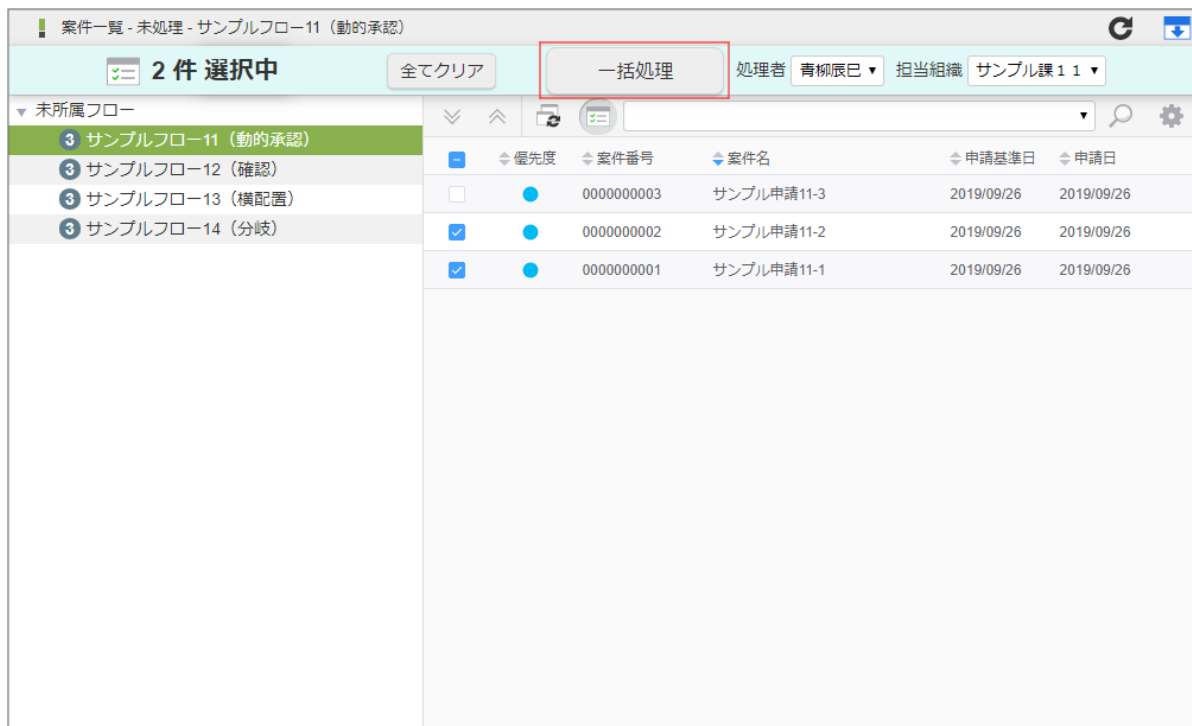 案件一覧 - 未処理 - サンプルフロー11（動的承認）
2 件 選択中 全てクリア 一括処理 処理者 青柳辰巳 担当組織 サンプル課１１
未所属フロー
3 サンプルフロー11（動的承認）
3 サンプルフロー12（確認）
3 サンプルフロー13（横配置）
3 サンプルフロー14（分岐）
優先度 案件番号 案件名 申請基準日 申請日
0000000003 サンプル申請11-3 2019/09/26 2019/09/26
0000000002 サンプル申請11-2 2019/09/26 2019/09/26
0000000001 サンプル申請11-1 2019/09/26 2019/09/26